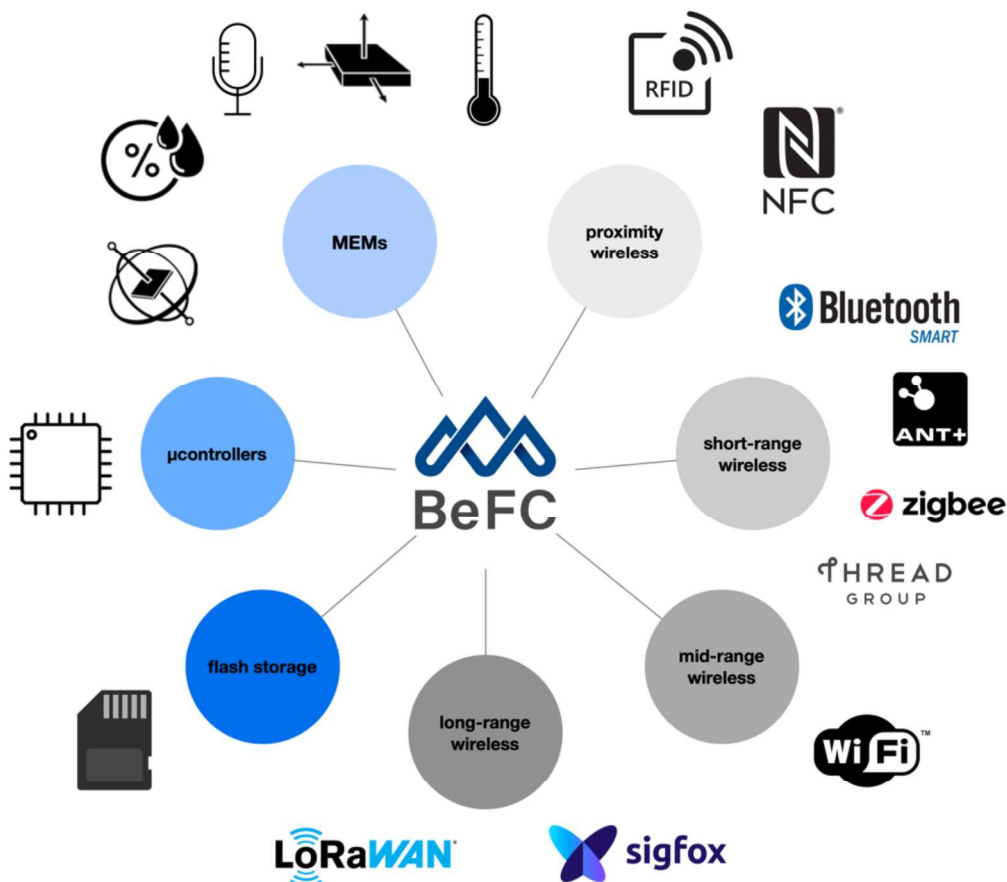 RFID
%
NFC®
MEMs
proximity
wireless
Bluetooth
SMART
ANT+
µcontrollers
short-range
wireless
BeFC
zigbee
THREAD
GROUP
flash storage
mid-range
wireless
long-range
wireless
WiFi™
LoRaWAN
sigfox